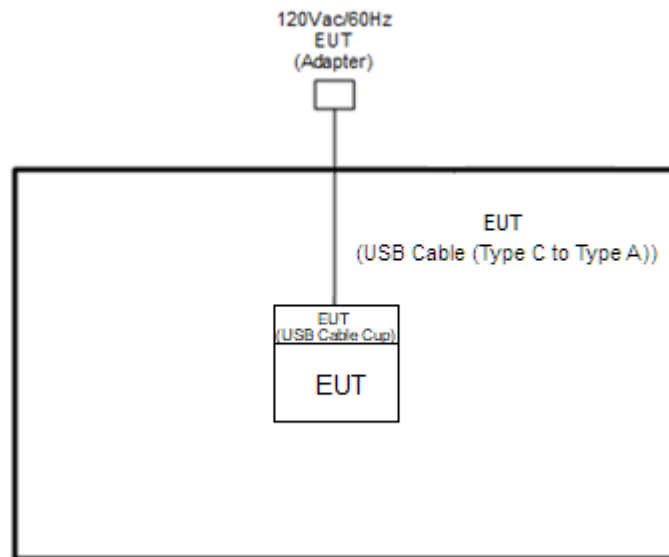 120Vac/60Hz
EUT
(Adapter)
EUT
(USB Cable (Type C to Type A))
EUT
(USB Cable Cup)
EUT